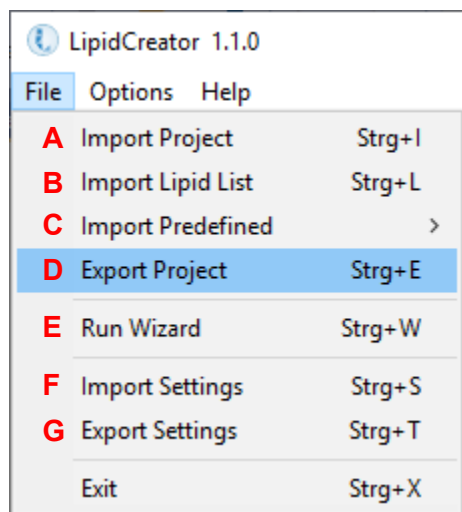 LipidCreator 1.1.0
File Options Help
A Import Project Strg+I
B Import Lipid List Strg+L
C Import Predefined >
D Export Project Strg+E
E Run Wizard Strg+W
F Import Settings Strg+S
G Export Settings Strg+T
Exit Strg+X